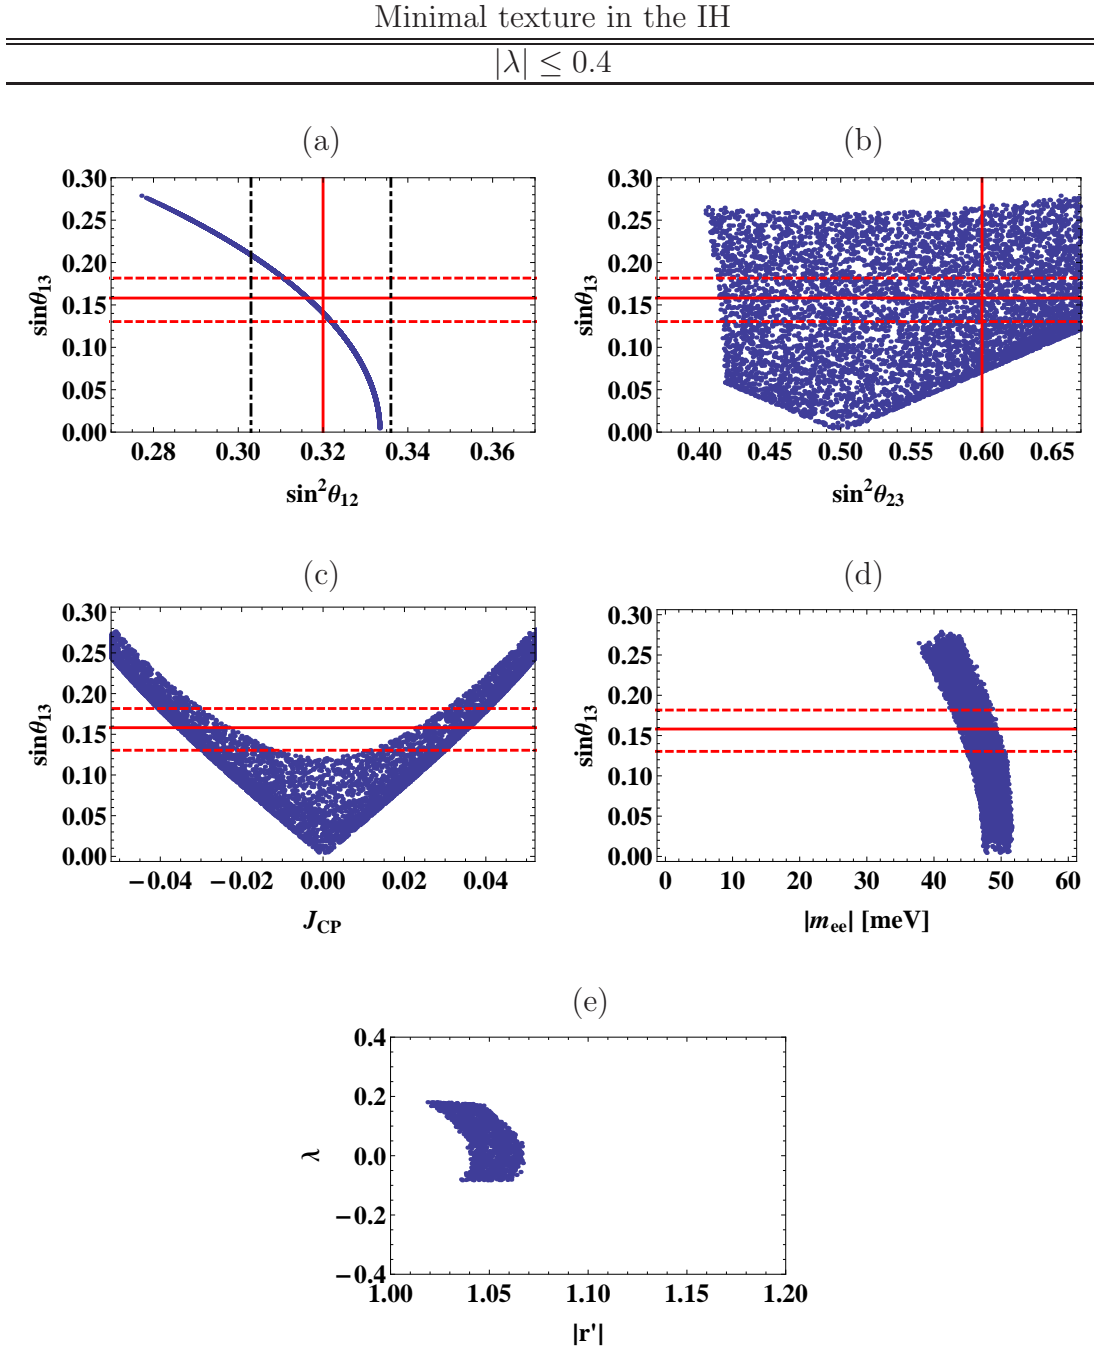 Minimal texture in the IH
|λ| ≤ 0.4
(a)
(b)
0.30
0.25
0.20
0.15
0.10
0.05
0.00
sinθ13
0.28 0.30 0.32 0.34 0.36
sin²θ12
0.30
0.25
0.20
0.15
0.10
0.05
0.00
sinθ13
0.40 0.45 0.50 0.55 0.60 0.65
sin²θ23
(c)
(d)
0.30
0.25
0.20
0.15
0.10
0.05
0.00
sinθ13
−0.04 −0.02 0.00 0.02 0.04
JCP
0.30
0.25
0.20
0.15
0.10
0.05
0.00
sinθ13
0 10 20 30 40 50 60
|mee| [meV]
(e)
0.4
0.2
0.0
−0.2
−0.4
λ
1.00 1.05 1.10 1.15 1.20
|r'|